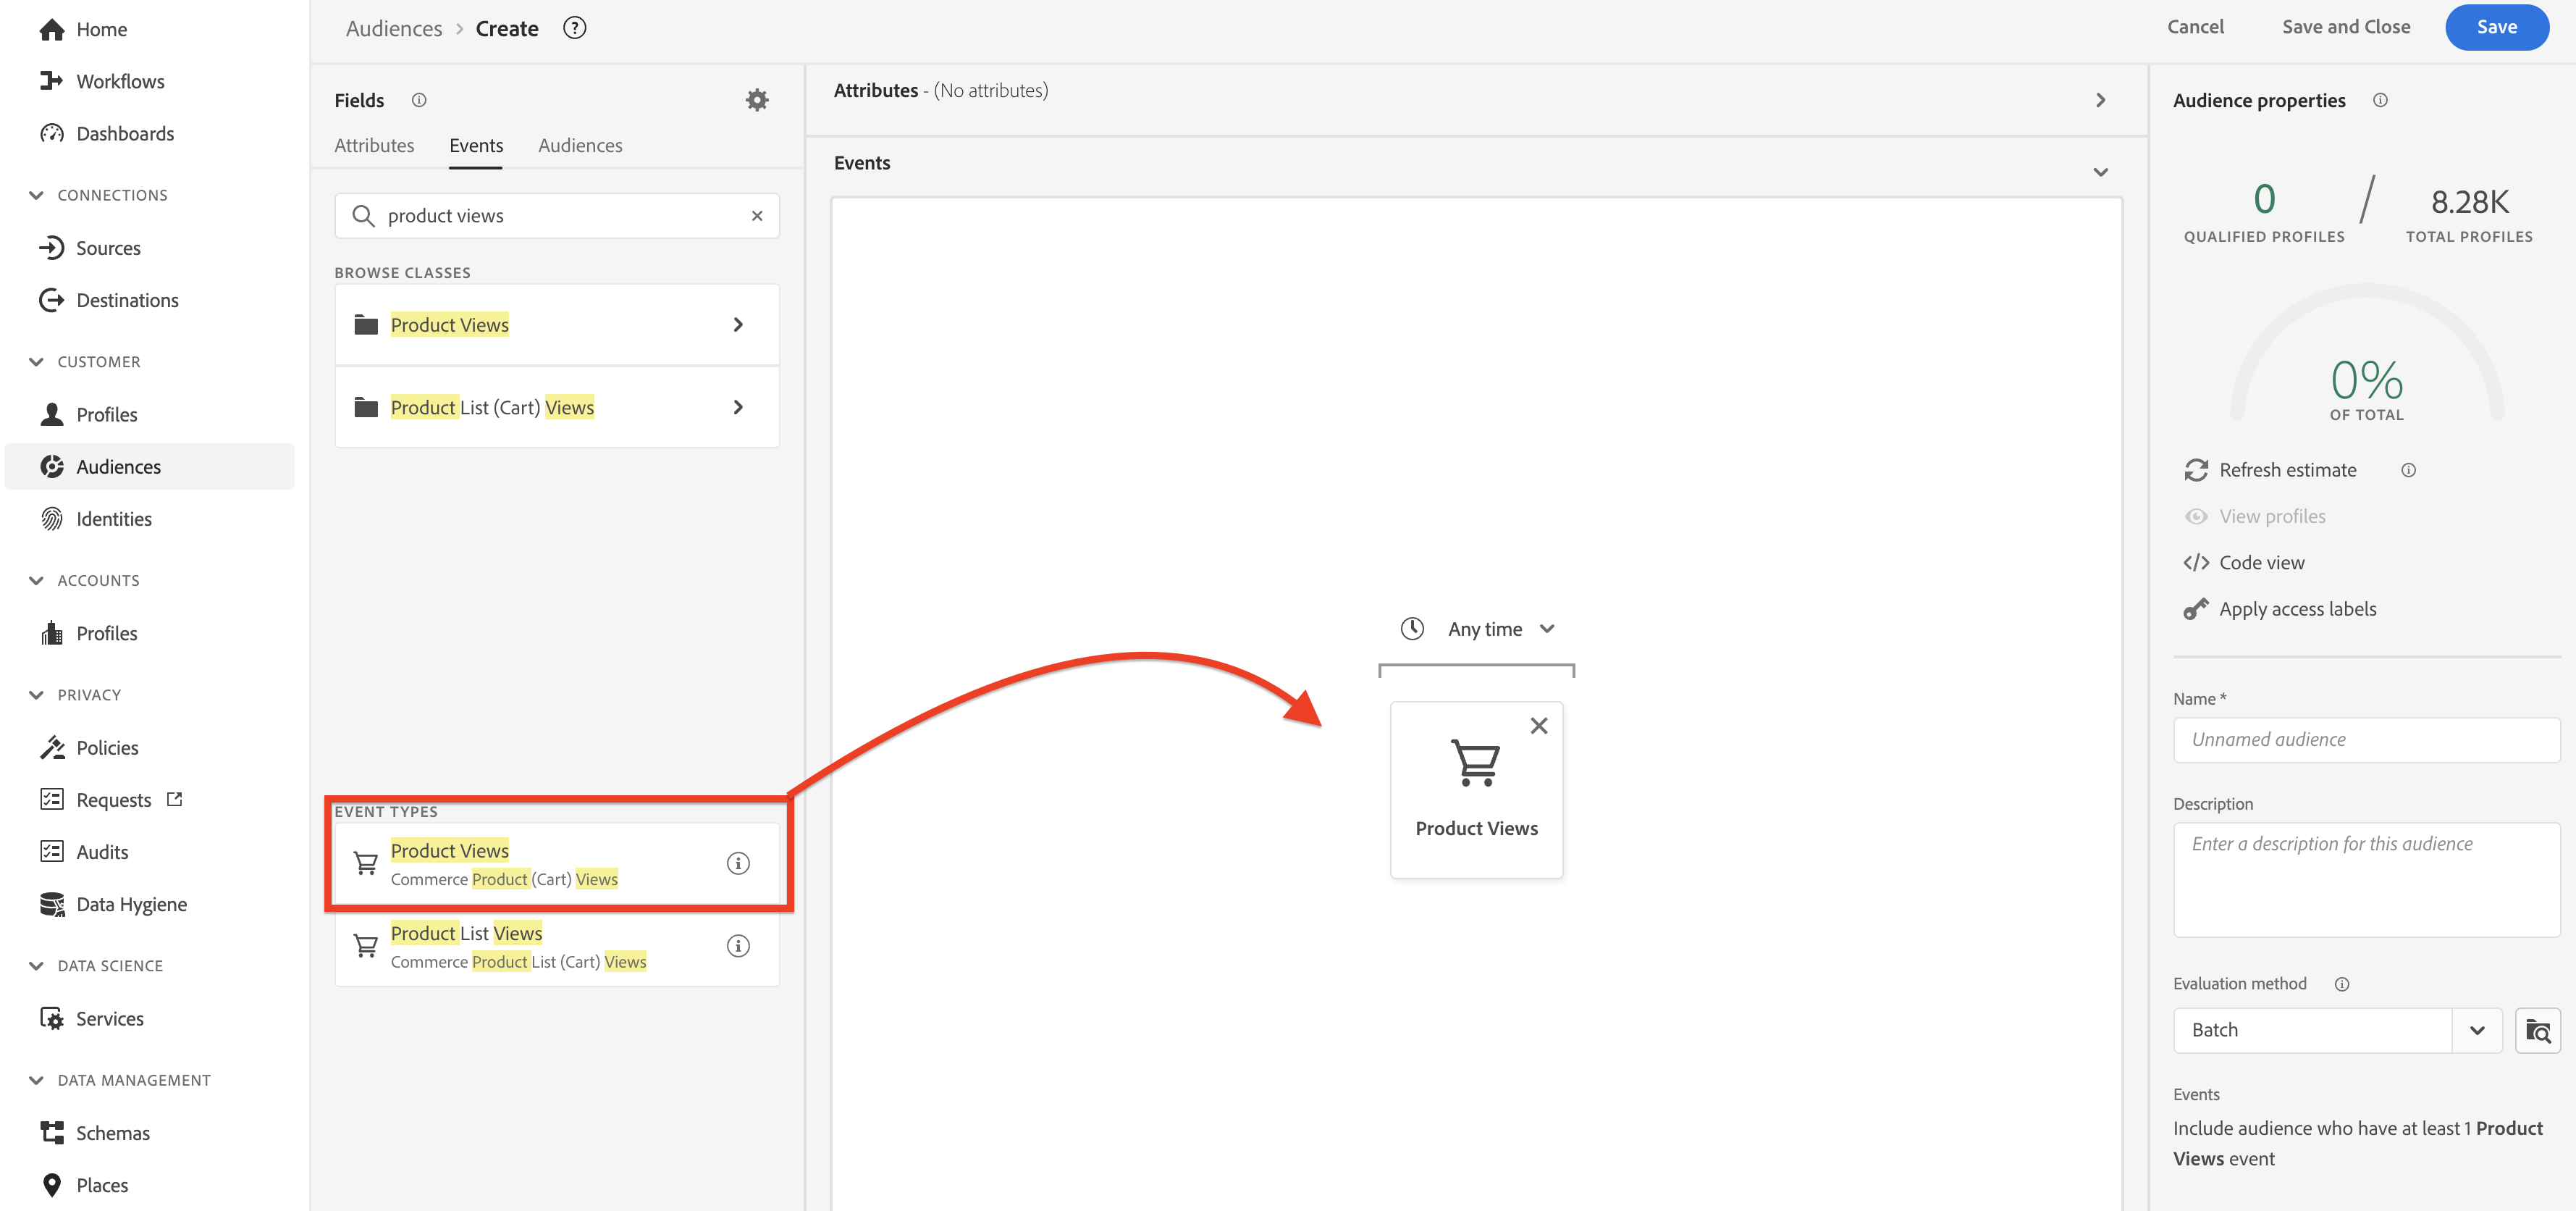 Home
Workflows
Dashboards
CONNECTIONS
Sources
Destinations
CUSTOMER
Profiles
Audiences
Identities
ACCOUNTS
Profiles
PRIVACY
Policies
Requests
Audits
Data Hygiene
DATA SCIENCE
Services
DATA MANAGEMENT
Schemas
Places
Audiences > Create ?
Cancel
Save and Close
Save
Fields
Attributes
Events
Audiences
product views
BROWSE CLASSES
Product Views
Product List (Cart) Views
EVENT TYPES
Product Views
Commerce Product (Cart) Views
Product List Views
Commerce Product List (Cart) Views
Attributes - (No attributes)
Events
Any time
Product Views
Audience properties
0 / 8.28K
QUALIFIED PROFILES TOTAL PROFILES
0%
OF TOTAL
Refresh estimate
View profiles
Code view
Apply access labels
Name *
Unnamed audience
Description
Enter a description for this audience
Evaluation method
Batch
Events
Include audience who have at least 1 Product
Views event